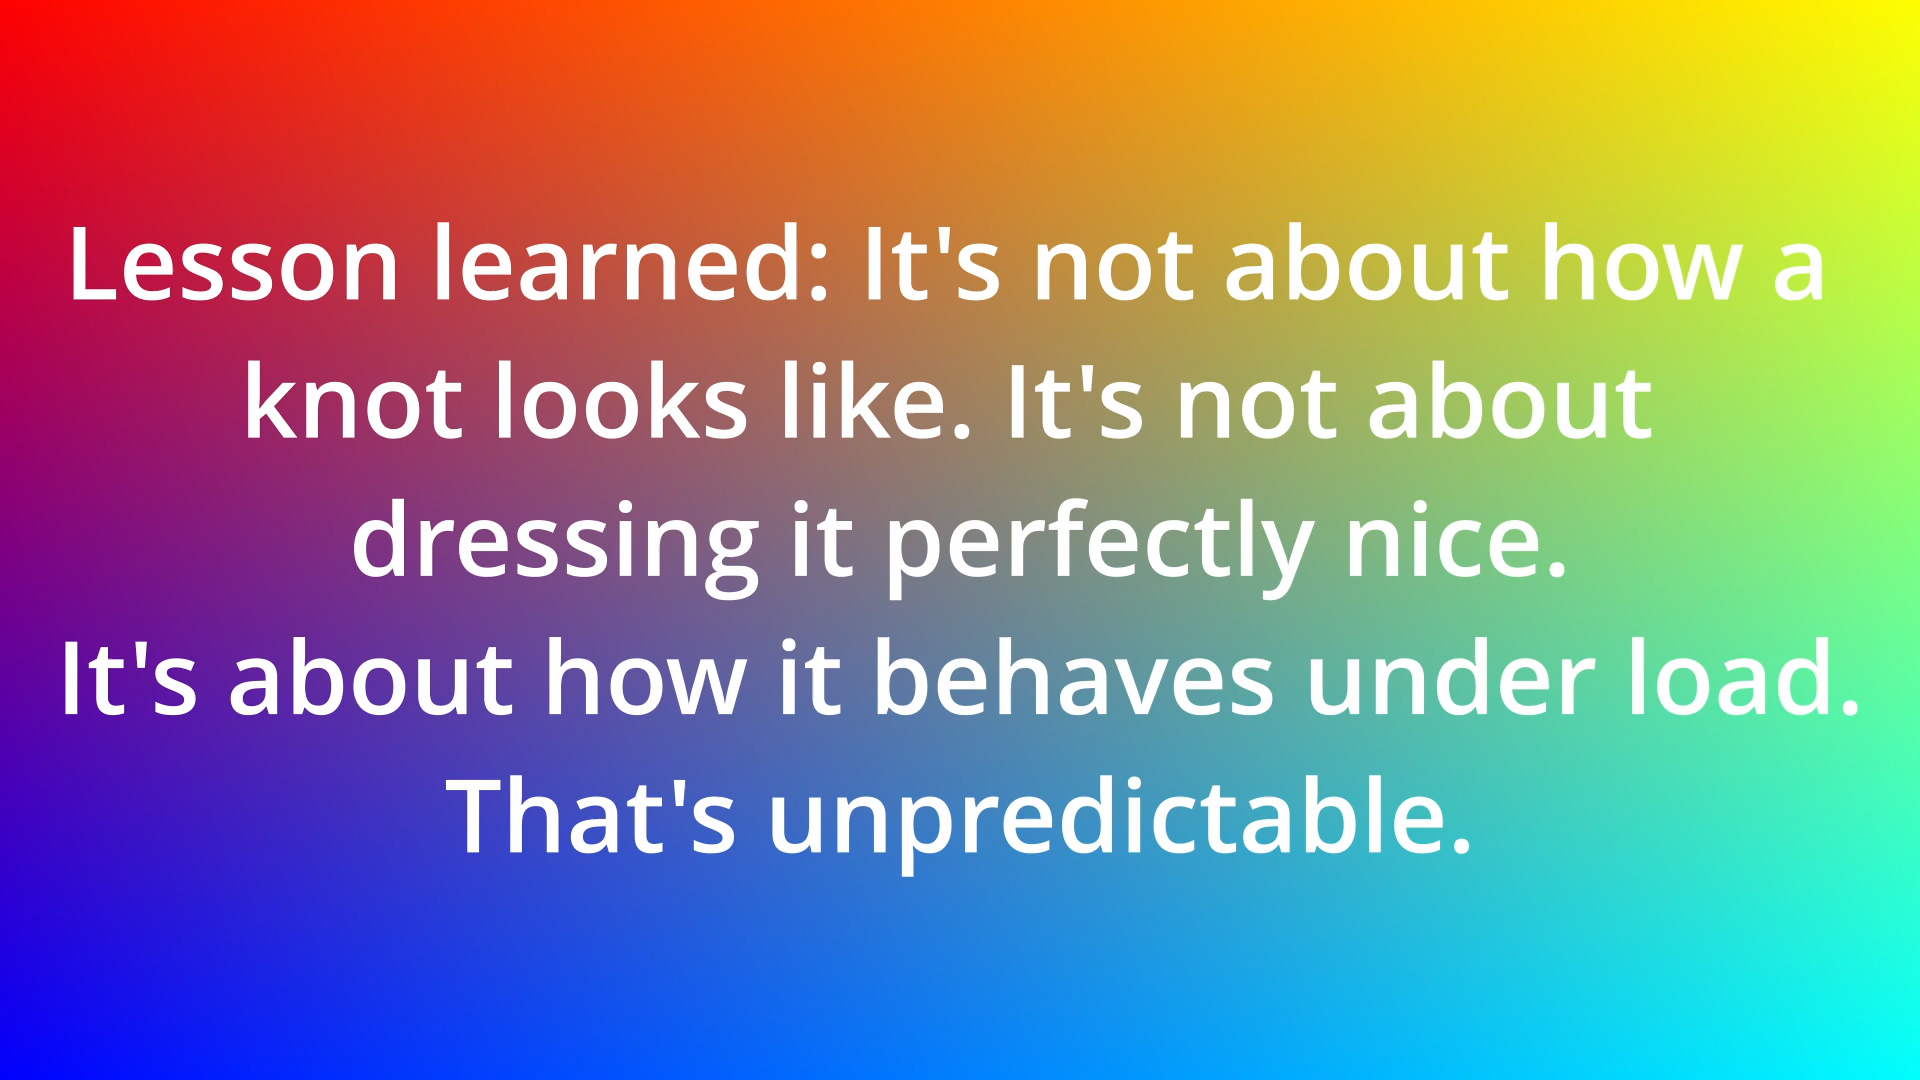 Lesson learned: It's not about how a
knot looks like. It's not about
dressing it perfectly nice.
It's about how it behaves under load.
That's unpredictable.